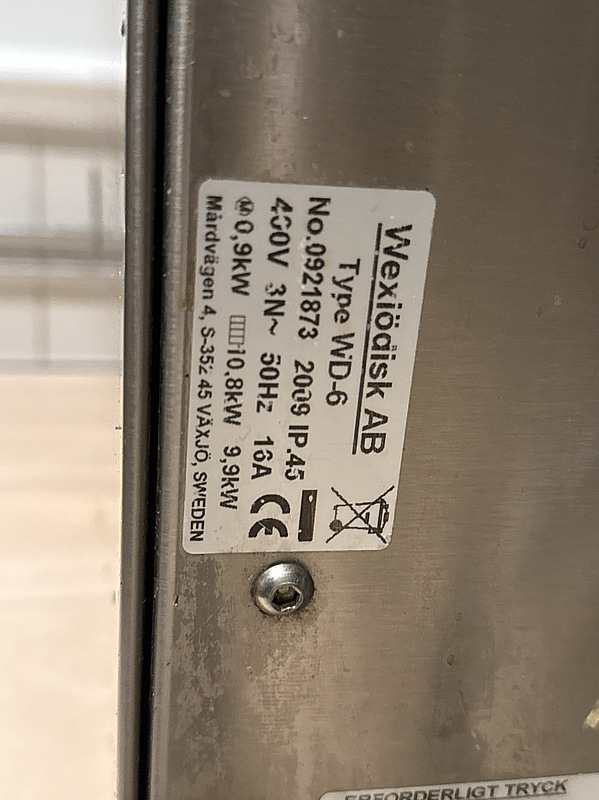 Wexiödisk AB
Type WD-6
No.0921873 2009 IP.45
400V 3N~ 50Hz 16A CE
M 0,9kW 10,8kW 9,9kW
Mårdvägen 4, S-352 45 VÄXJÖ, SWEDEN
ERFORDERLIGT TRYCK